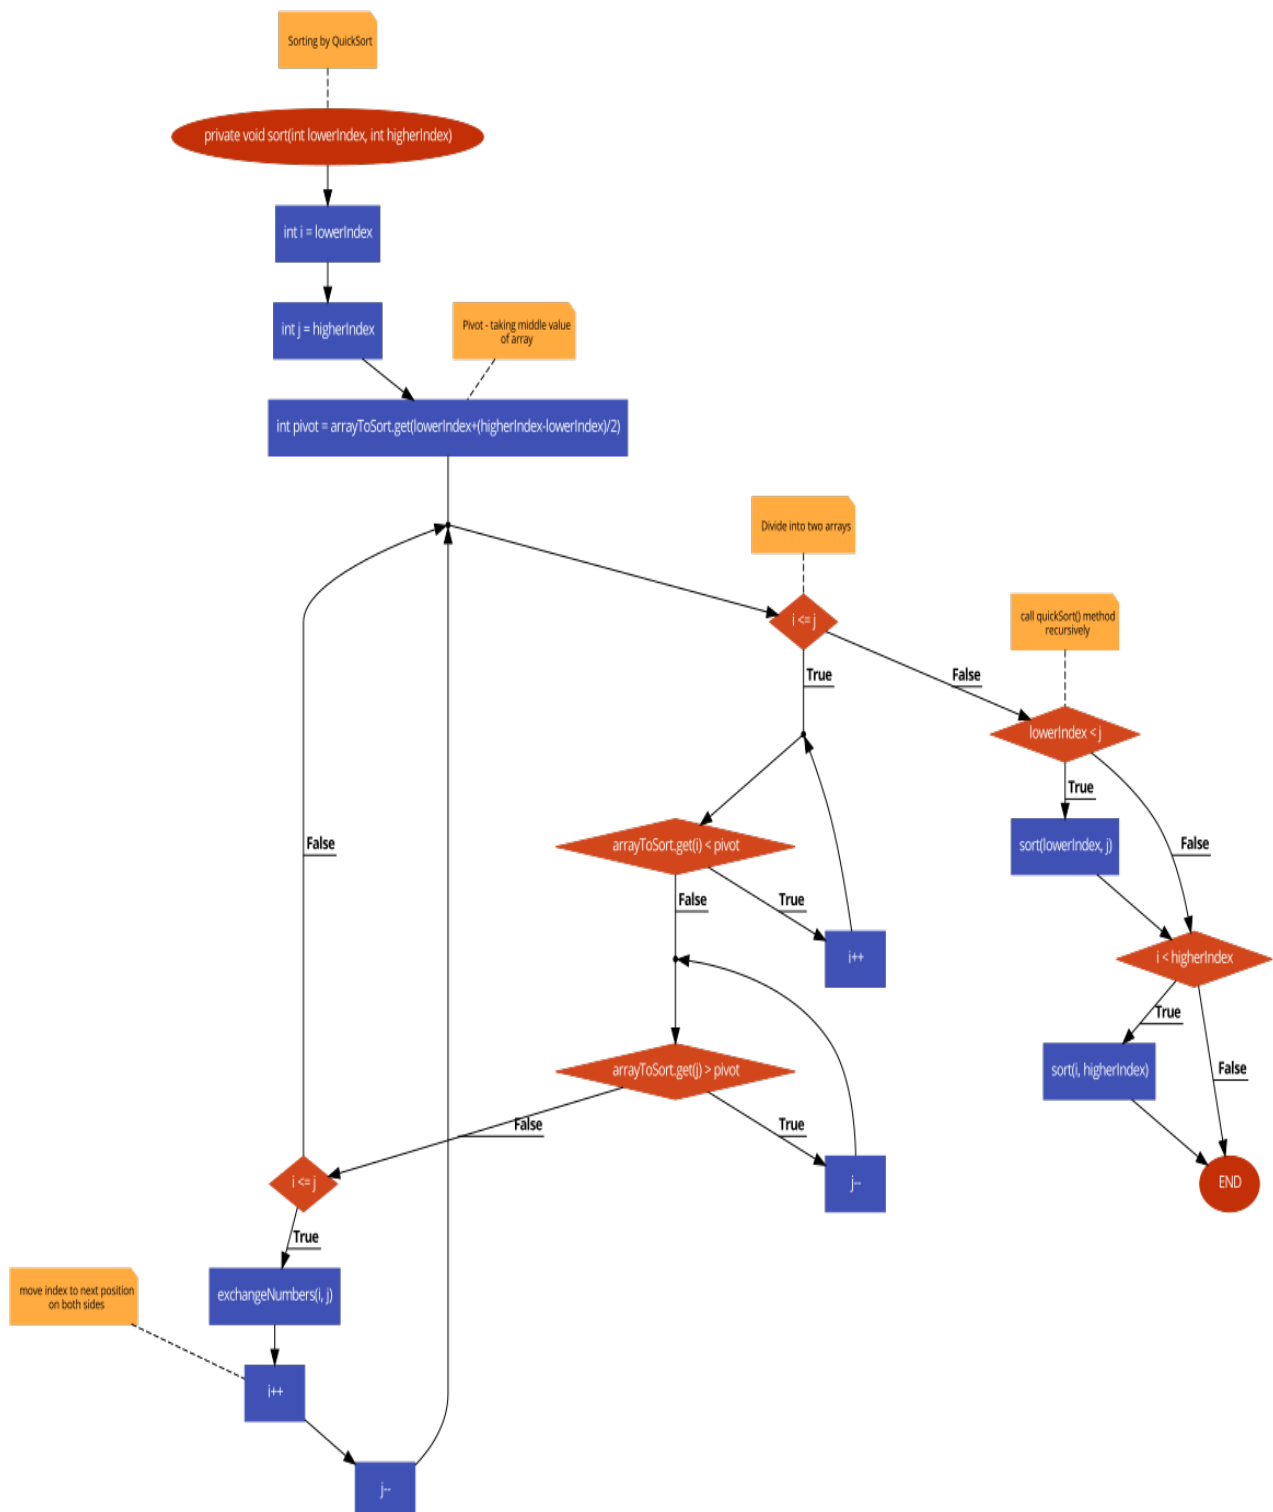 Sorting by QuickSort
private void sort(int lowerIndex, int higherIndex)
int i = lowerIndex
int j = higherIndex
Pivot - taking middle value
of array
int pivot = arrayToSort.get(lowerIndex+(higherIndex-lowerIndex)/2)
Divide into two arrays
i <= j
call quickSort() method
recursively
True
False
lowerIndex < j
True
False
sort(lowerIndex, j)
False
arrayToSort.get(i) < pivot
False
True
i++
i < higherIndex
True
False
sort(i, higherIndex)
arrayToSort.get(j) > pivot
False
True
j--
END
i <= j
True
exchangeNumbers(i, j)
move index to next position
on both sides
i++
j--